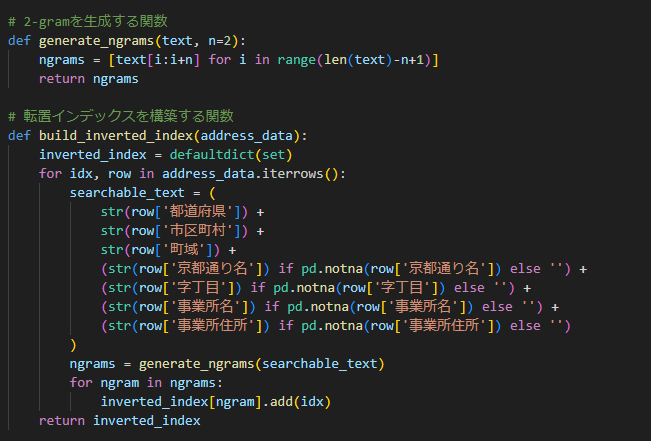 # 2-gramを生成する関数
def generate_ngrams(text, n=2):
    ngrams = [text[i:i+n] for i in range(len(text)-n+1)]
    return ngrams

# 転置インデックスを構築する関数
def build_inverted_index(address_data):
    inverted_index = defaultdict(set)
    for idx, row in address_data.iterrows():
        searchable_text = (
            str(row['都道府県']) +
            str(row['市区町村']) +
            str(row['町域']) +
            (str(row['京都通り名']) if pd.notna(row['京都通り名']) else '') +
            (str(row['字丁目']) if pd.notna(row['字丁目']) else '') +
            (str(row['事業所名']) if pd.notna(row['事業所名']) else '') +
            (str(row['事業所住所']) if pd.notna(row['事業所住所']) else '')
        )
        ngrams = generate_ngrams(searchable_text)
        for ngram in ngrams:
            inverted_index[ngram].add(idx)
    return inverted_index